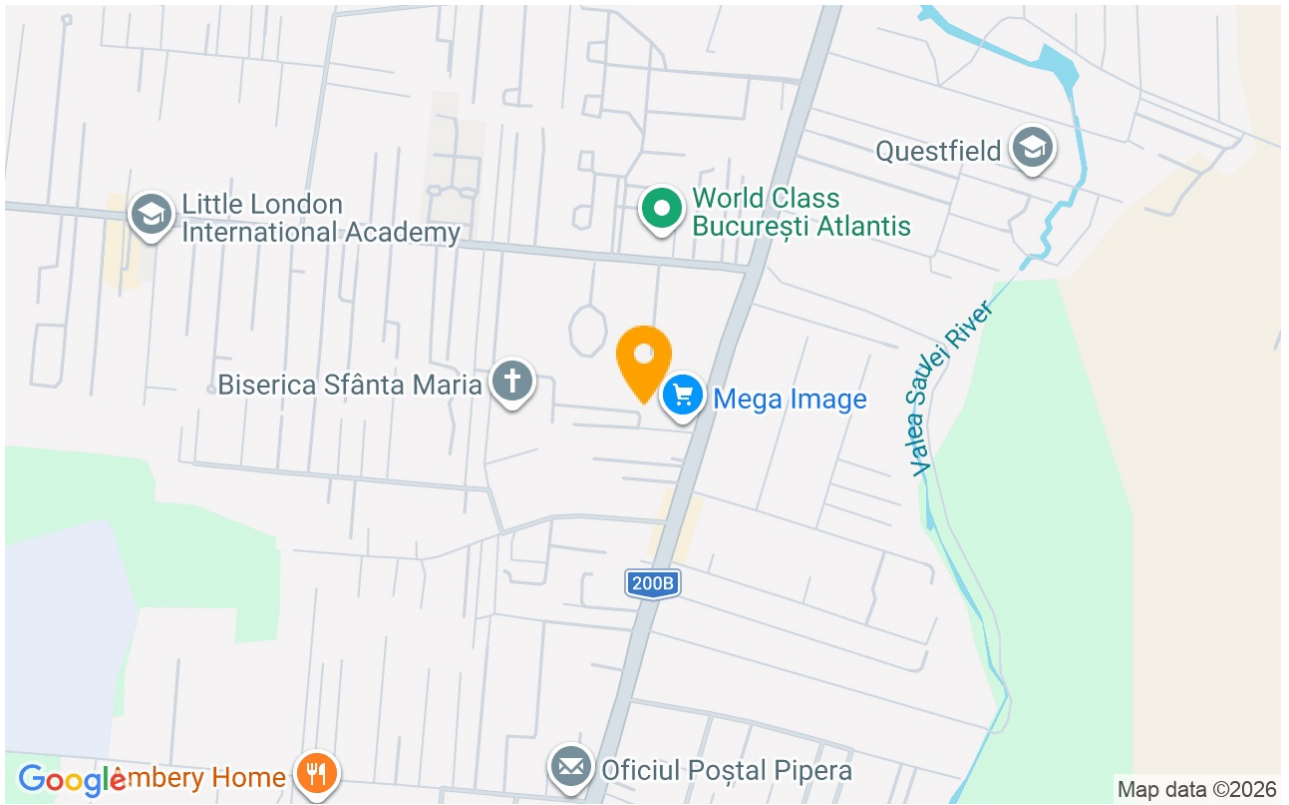 Questfield
Little London
International Academy
World Class
București Atlantis
Valea Saulei River
Biserica Sfânta Maria
Mega Image
200B
Google
Ambery Home
Oficiul Poștal Pipera
Map data ©2026